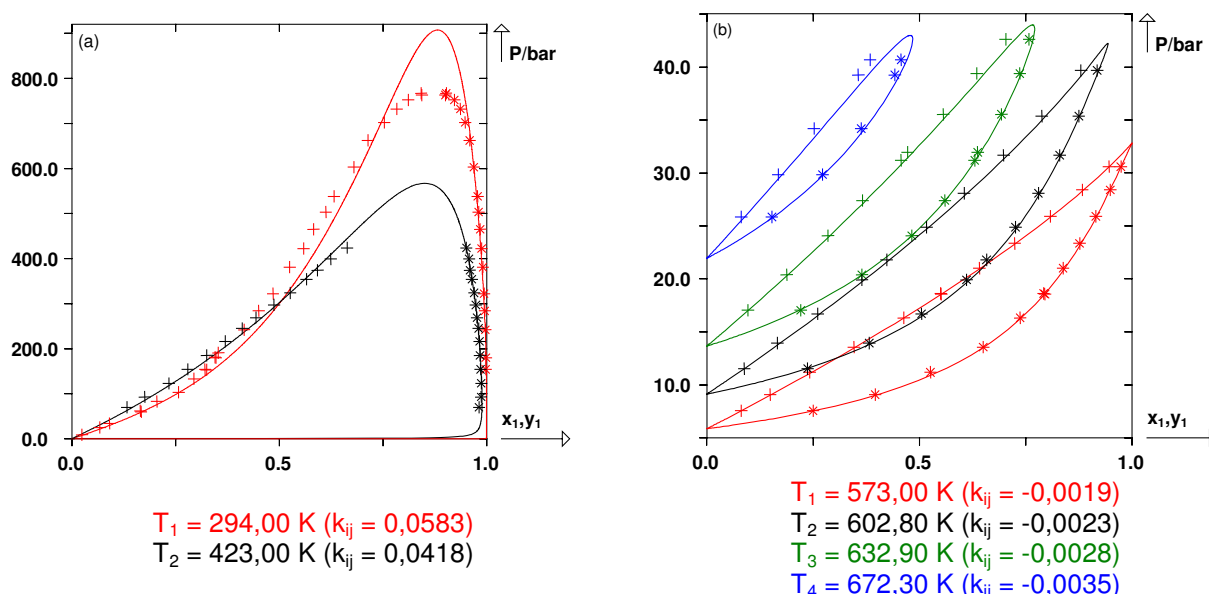 (a)
P/bar
800.0
600.0
400.0
200.0
0.0
0.0
0.5
1.0
x1,y1
T1 = 294,00 K (kij = 0,0583)
T2 = 423,00 K (kij = 0,0418)
(b)
P/bar
40.0
30.0
20.0
10.0
0.0
0.5
1.0
x1,y1
T1 = 573,00 K (kij = -0,0019)
T2 = 602,80 K (kij = -0,0023)
T3 = 632,90 K (kij = -0,0028)
T4 = 672,30 K (kij = -0,0035)